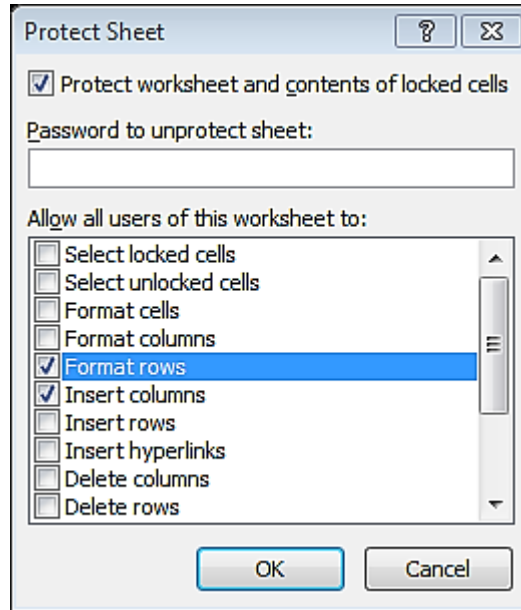 Protect Sheet
Protect worksheet and contents of locked cells
Password to unprotect sheet:
Allow all users of this worksheet to:
Select locked cells
Select unlocked cells
Format cells
Format columns
Format rows
Insert columns
Insert rows
Insert hyperlinks
Delete columns
Delete rows
OK Cancel